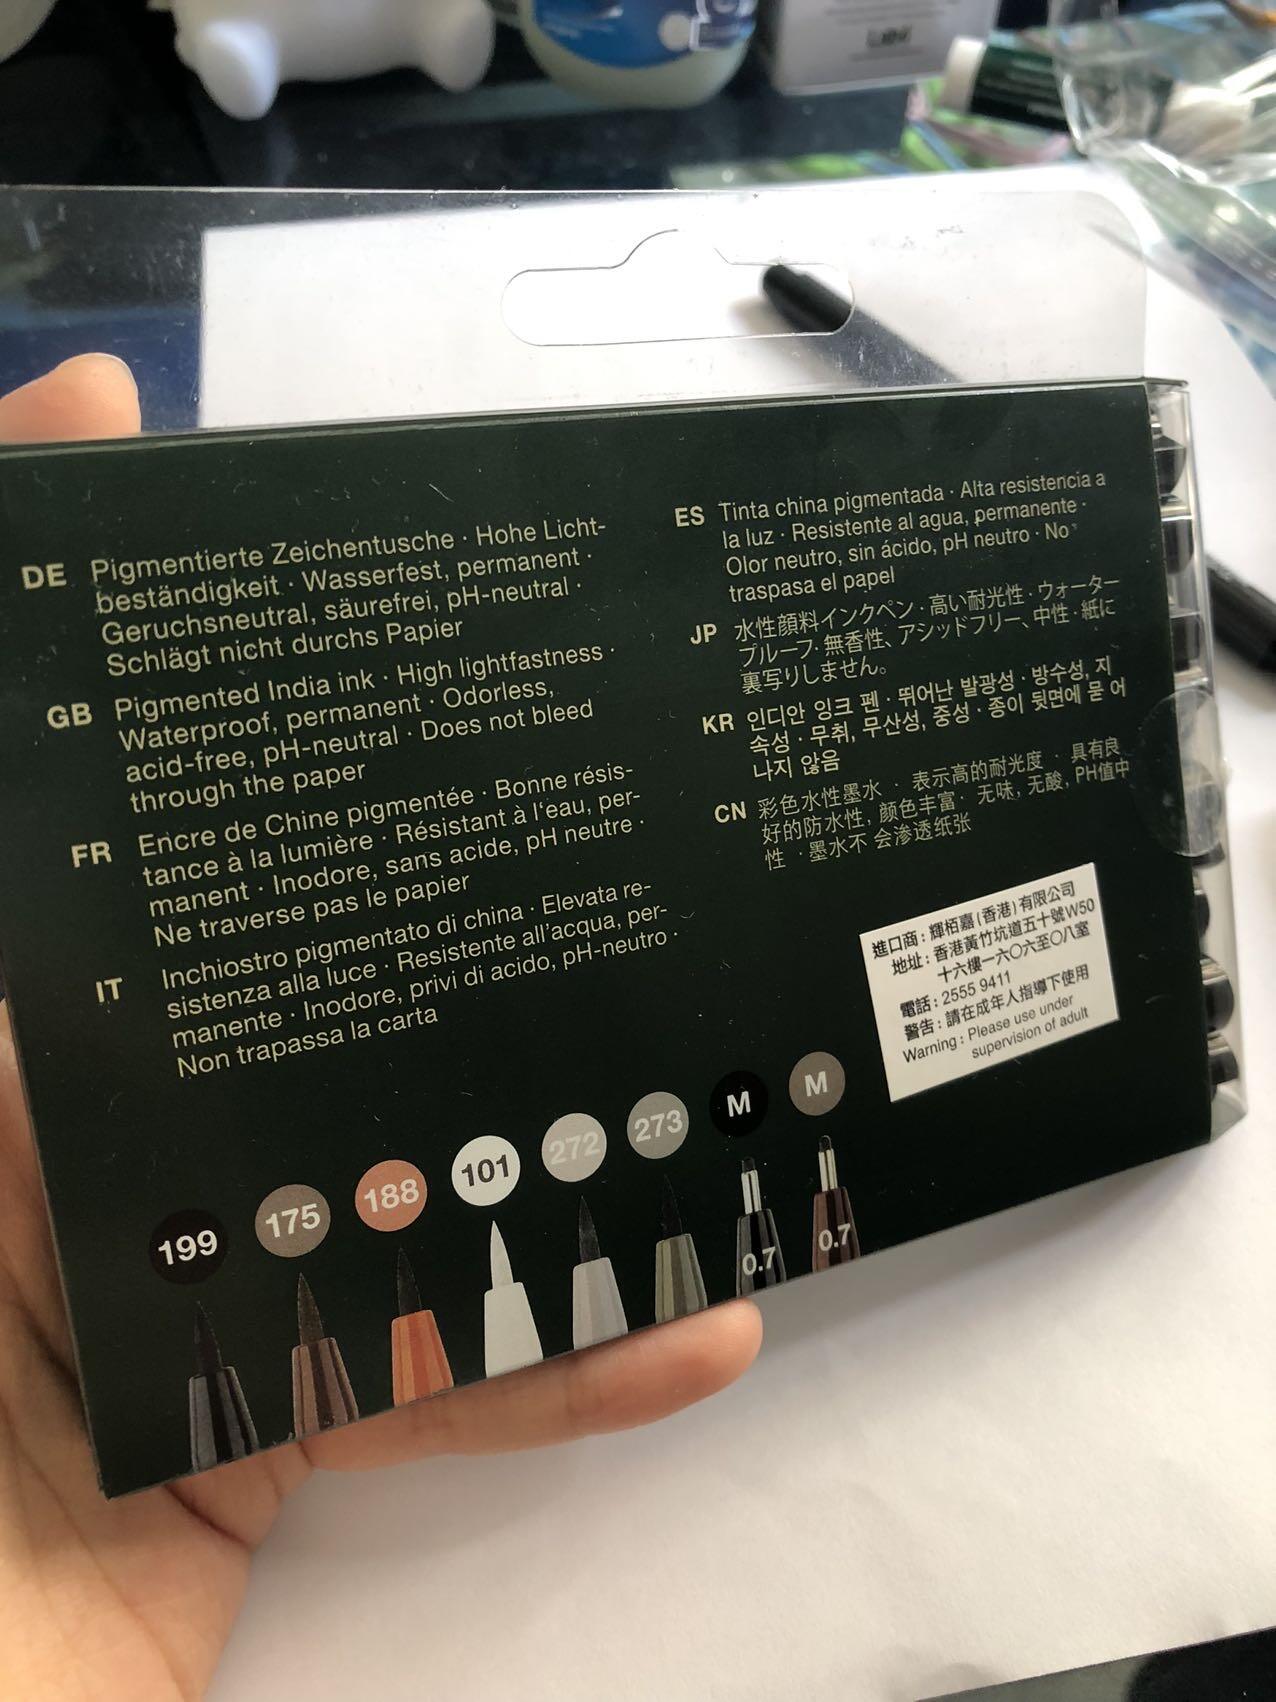 DE Pigmentierte Zeichentusche · Hohe Licht-
beständigkeit · Wasserfest, permanent ·
Geruchsneutral, säurefrei, pH-neutral ·
Schlägt nicht durchs Papier
GB Pigmented India ink · High lightfastness ·
Waterproof, permanent · Odorless,
acid-free, pH-neutral · Does not bleed
through the paper
FR Encre de Chine pigmentée · Bonne résis-
tance à la lumière · Résistant à l'eau, per-
manent · Inodore, sans acide, pH neutre ·
Ne traverse pas le papier
IT Inchiostro pigmentato di china · Elevata re-
sistenza alla luce · Resistente all'acqua, per-
manente · Inodore, privi di acido, pH-neutro ·
Non trapassa la carta
ES Tinta china pigmentada · Alta resistencia a
la luz · Resistente al agua, permanente ·
Olor neutro, sin ácido, pH neutro · No
traspasa el papel
JP 水性顔料インクペン · 高い耐光性 · ウォーター
プルーフ · 無香性、アシッドフリー、中性 · 紙に
裏写りしません。
KR 인디안 잉크 펜 · 뛰어난 발광성 · 방수성, 지
속성 · 무취, 무산성, 중성 · 종이 뒷면에 묻 어
나지 않음
CN 彩色水性墨水 · 表示高的耐光度 · 具有良
好的防水性, 颜色丰富 · 无味, 无酸, PH值中
性 · 墨水不 会渗透纸张
進口商 : 輝栢嘉 (香港) 有限公司
地址 : 香港黃竹坑道五十號W50
十六樓一六〇六至〇八室
電話 : 2555 9411
警告 : 請在成年人指導下使用
Warning : Please use under
supervision of adult
199 175 188 101 272 273 M M
0.7 0.7